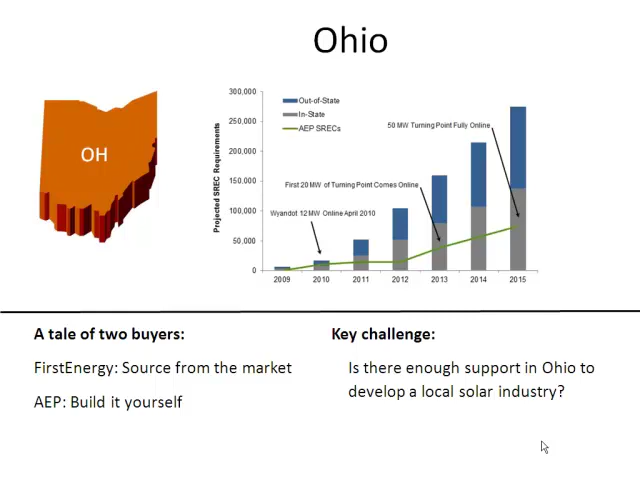 Ohio
OH
Projected SREC Requirements
300,000
250,000
200,000
150,000
100,000
50,000
0
Out-of-State
In-State
AEP SRECs
50 MW Turning Point Fully Online
First 20 MW of Turning Point Comes Online
Wyandot 12 MW Online April 2010
2009 2010 2011 2012 2013 2014 2015
A tale of two buyers:
FirstEnergy: Source from the market
AEP: Build it yourself
Key challenge:
Is there enough support in Ohio to
develop a local solar industry?